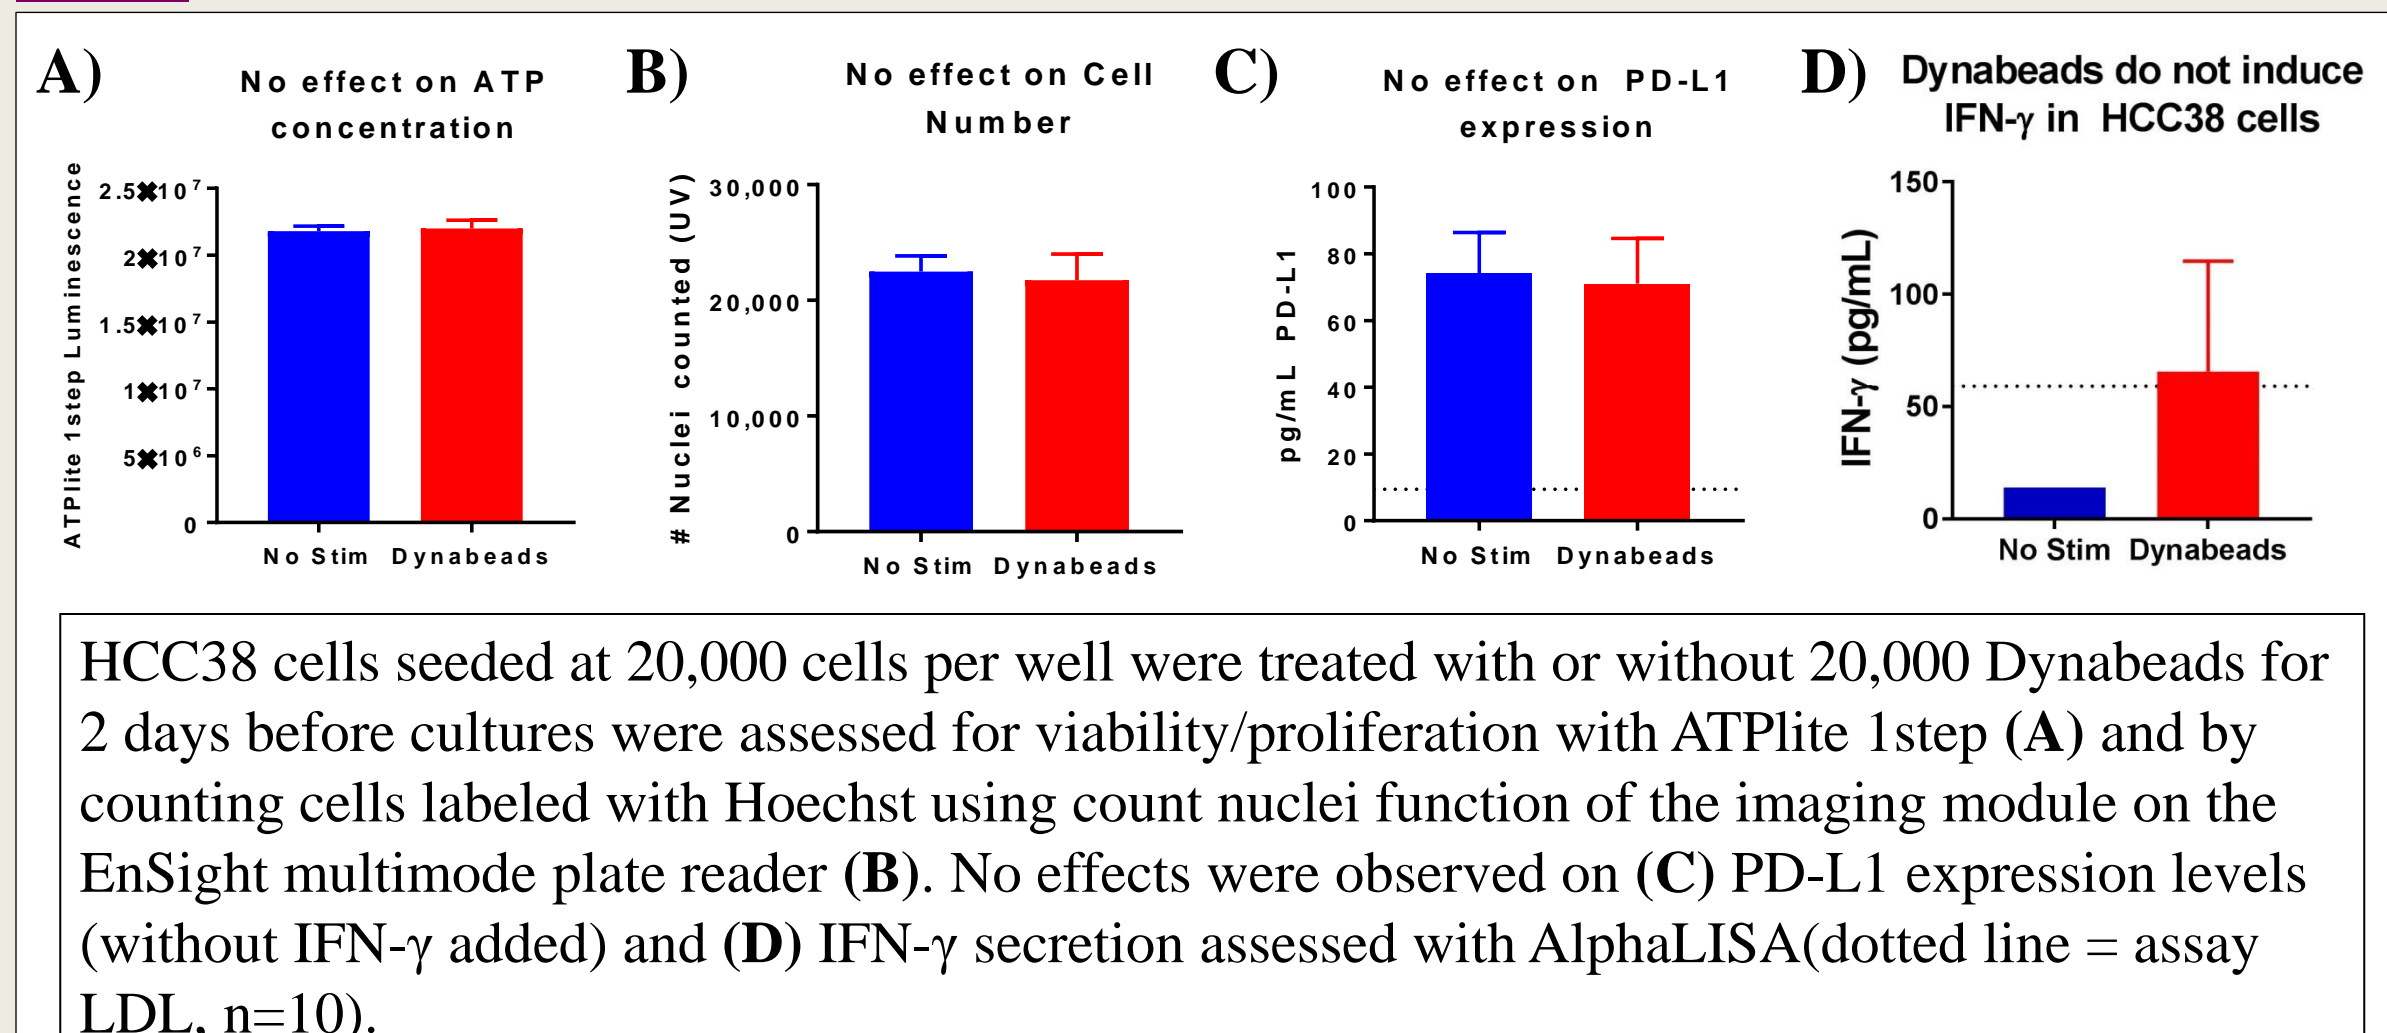 A)
No effect on ATP
concentration
ATPlite 1step Luminescence
2.5✖10⁷
2✖10⁷
1.5✖10⁷
1✖10⁷
5✖10⁶
0
No Stim Dynabeads
B)
No effect on Cell
Number
# Nuclei counted (UV)
30,000
20,000
10,000
0
No Stim Dynabeads
C)
No effect on PD-L1
expression
pg/mL PD-L1
100
80
60
40
20
0
No Stim Dynabeads
D)
Dynabeads do not induce
IFN-γ in HCC38 cells
IFN-γ (pg/mL)
150
100
50
0
No Stim Dynabeads
HCC38 cells seeded at 20,000 cells per well were treated with or without 20,000 Dynabeads for
2 days before cultures were assessed for viability/proliferation with ATPlite 1step (A) and by
counting cells labeled with Hoechst using count nuclei function of the imaging module on the
EnSight multimode plate reader (B). No effects were observed on (C) PD-L1 expression levels
(without IFN-γ added) and (D) IFN-γ secretion assessed with AlphaLISA(dotted line = assay
LDL, n=10).